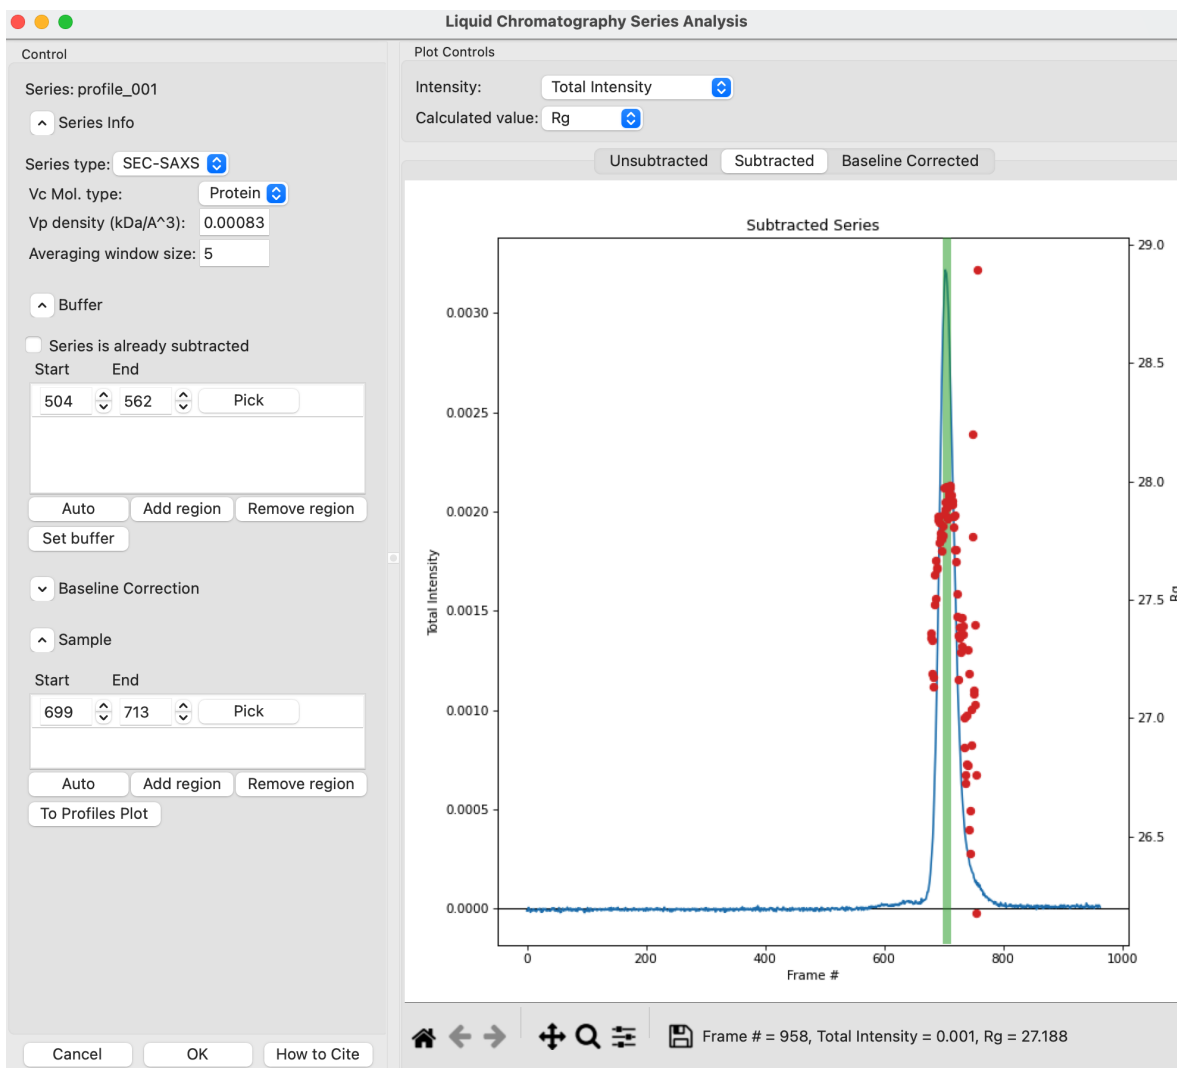 Liquid Chromatography Series Analysis
Control
Series: profile_001
Series Info
Series type: SEC-SAXS
Vc Mol. type: Protein
Vp density (kDa/A^3): 0.00083
Averaging window size: 5
Buffer
Series is already subtracted
Start End
504 562 Pick
Auto Add region Remove region
Set buffer
Baseline Correction
Sample
Start End
699 713 Pick
Auto Add region Remove region
To Profiles Plot
Cancel OK How to Cite
Plot Controls
Intensity: Total Intensity
Calculated value: Rg
Unsubtracted Subtracted Baseline Corrected
Subtracted Series
0.0030
0.0025
0.0020
0.0015
0.0010
0.0005
0.0000
Total Intensity
29.0
28.5
28.0
27.5
27.0
26.5
Rg
0 200 400 600 800 1000
Frame #
Frame # = 958, Total Intensity = 0.001, Rg = 27.188